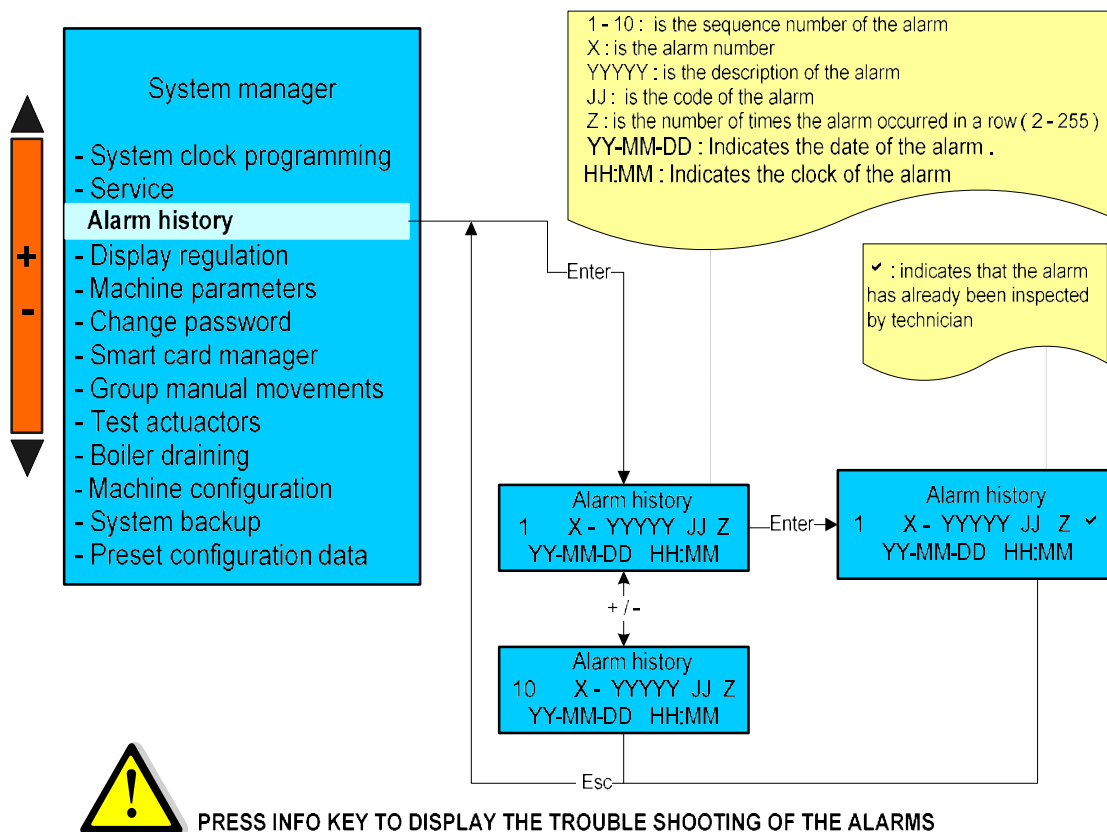 System manager
- System clock programming
- Service
Alarm history
- Display regulation
- Machine parameters
- Change password
- Smart card manager
- Group manual movements
- Test actuactors
- Boiler draining
- Machine configuration
- System backup
- Preset configuration data
+
-
1 - 10 : is the sequence number of the alarm
X : is the alarm number
YYYYY : is the description of the alarm
JJ : is the code of the alarm
Z : is the number of times the alarm occurred in a row ( 2 - 255 )
YY-MM-DD : Indicates the date of the alarm .
HH:MM : Indicates the clock of the alarm
✓ : indicates that the alarm
has already been inspected
by technician
Enter
Alarm history
1 X - YYYYY JJ Z
YY-MM-DD HH:MM
Enter
Alarm history
1 X - YYYYY JJ Z ✓
YY-MM-DD HH:MM
+ / -
Alarm history
10 X - YYYYY JJ Z
YY-MM-DD HH:MM
Esc
!
PRESS INFO KEY TO DISPLAY THE TROUBLE SHOOTING OF THE ALARMS